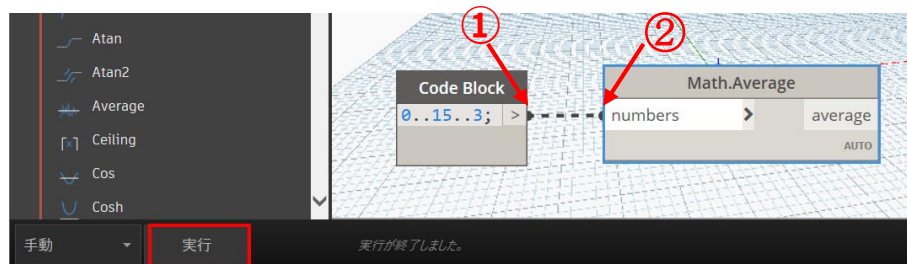 Atan
Atan2
Average
Ceiling
Cos
Cosh
手動
実行
実行が終了しました。
①
②
Code Block
0..15..3;
>
Math.Average
numbers
>
average
AUTO